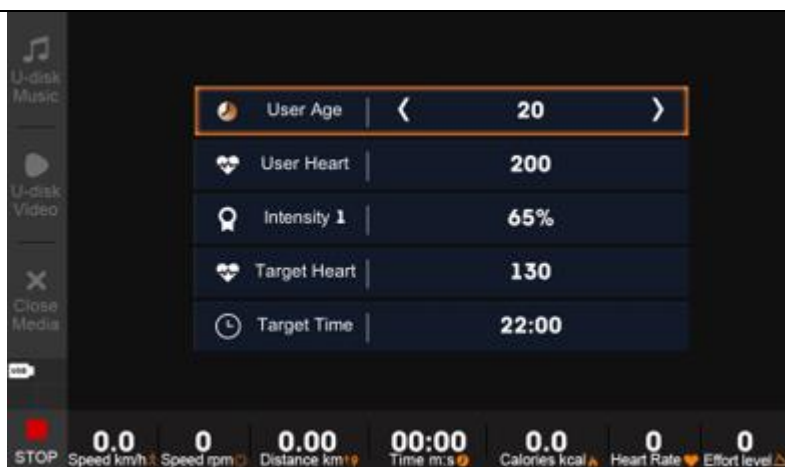 U-disk
Music
U-disk
Video
Close
Media
USB
User Age 20
User Heart 200
Intensity 1 65%
Target Heart 130
Target Time 22:00
STOP
0.0 0 0.00 00:00 0.0 0 0
Speed km/h Speed rpm Distance km Time m:s Calories kcal Heart Rate Effort level